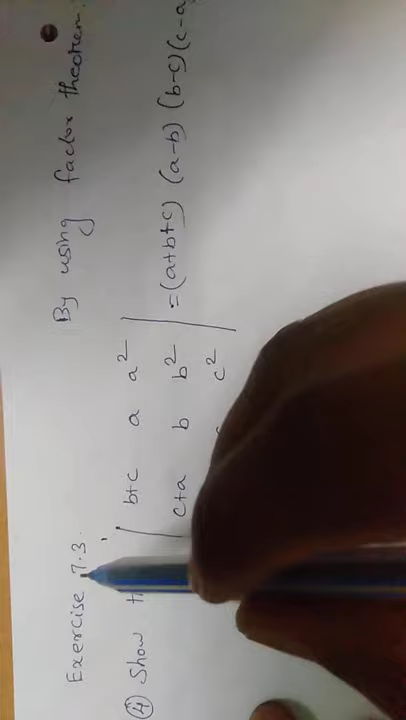 Exercise 7.3. By using factor theorem.
④ Show | b+c a a² | = (a+b+c) (a-b) (b-c) (c-a
c+a b b²
c²